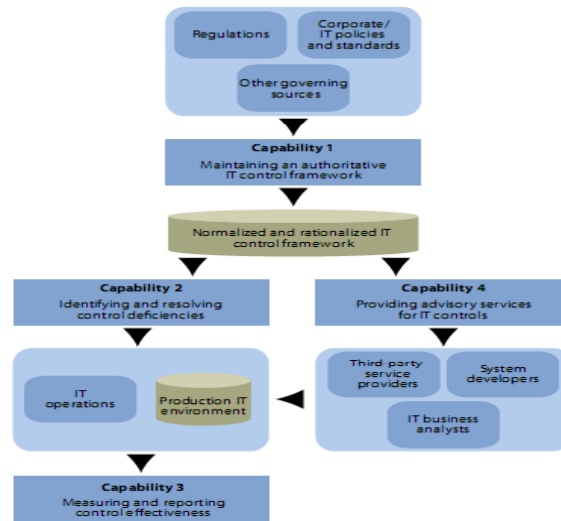 Regulations
Corporate/
IT policies
and standards
Other governing
sources
Capability 1
Maintaining an authoritative
IT control framework
Normalized and rationalized IT
control framework
Capability 2
Identifying and resolving
control deficiencies
Capability 4
Providing advisory services
for IT controls
IT
operations
Production IT
environment
Third-party
service
providers
System
developers
IT business
analysts
Capability 3
Measuring and reporting
control effectiveness